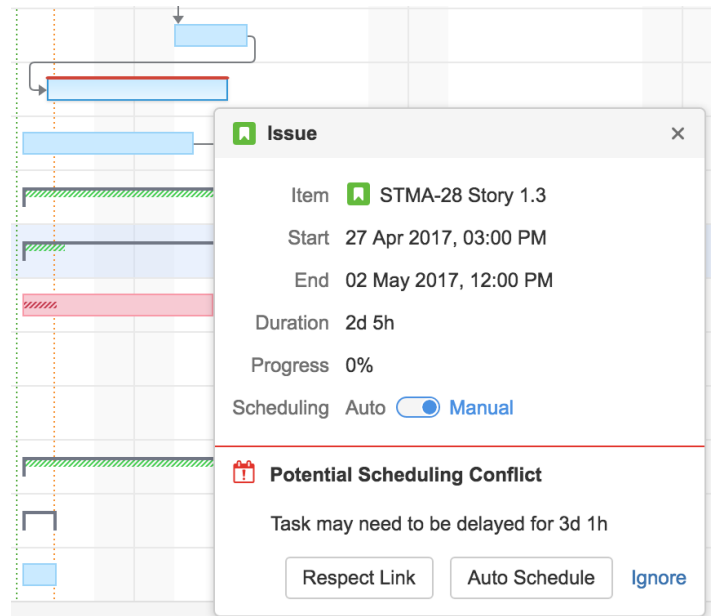 Issue
Item STMA-28 Story 1.3
Start 27 Apr 2017, 03:00 PM
End 02 May 2017, 12:00 PM
Duration 2d 5h
Progress 0%
Scheduling Auto Manual
Potential Scheduling Conflict
Task may need to be delayed for 3d 1h
Respect Link Auto Schedule Ignore